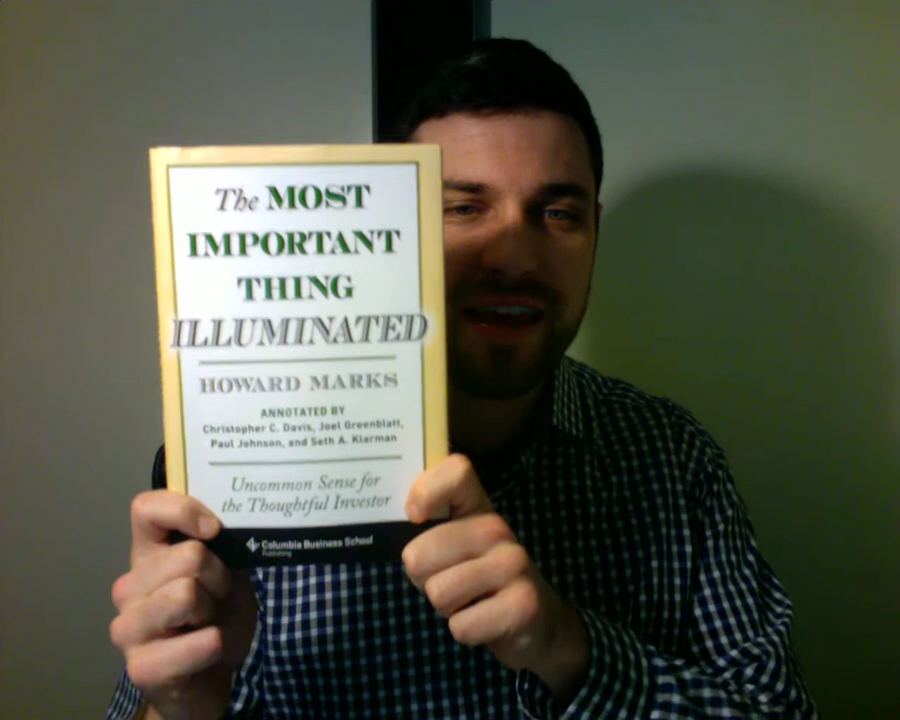 The MOST
IMPORTANT
THING
ILLUMINATED
HOWARD MARKS
ANNOTATED BY
Christopher C. Davis, Joel Greenblatt,
Paul Johnson, and Seth A. Klarman
Uncommon Sense for
the Thoughtful Investor
Columbia Business School
Publishing